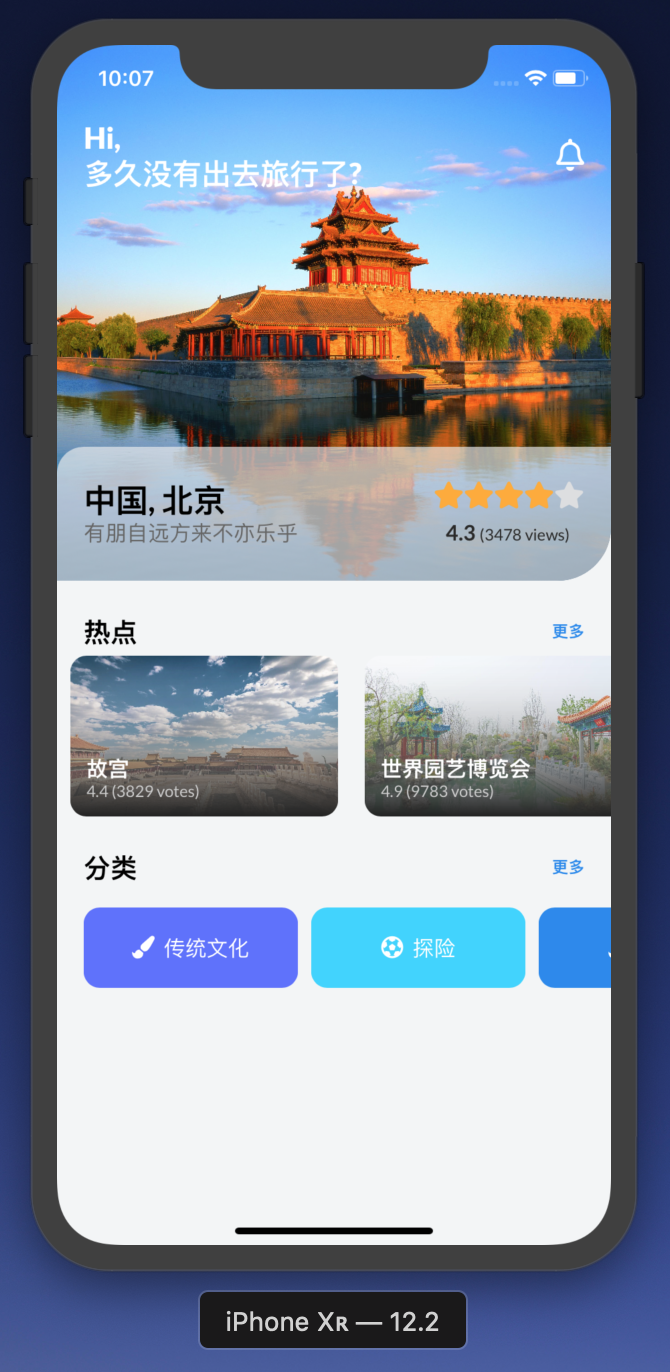 10:07
Hi,
多久没有出去旅行了?
中国, 北京
有朋自远方来不亦乐乎
4.3 (3478 views)
热点
更多
故宫
4.4 (3829 votes)
世界园艺博览会
4.9 (9783 votes)
分类
更多
传统文化
探险
iPhone Xʀ — 12.2